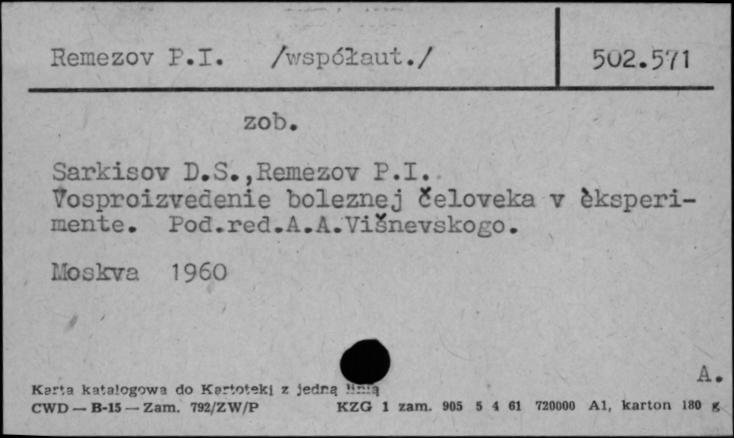 Remezov P.I. /współaut./ 502.571
zob.
Sarkisov D.S.,Remezov P.I.
Vosproizvedenie boleznej čeloveka v èksperi-
mente. Pod.red.A.A.Višnevskogo.
Moskva 1960
A.
Karta katalogowa do Kartoteki z jedną linią
CWD — B-15 — Zam. 792/ZW/P KZG 1 zam. 905 5 4 61 720000 A1, karton 180 g